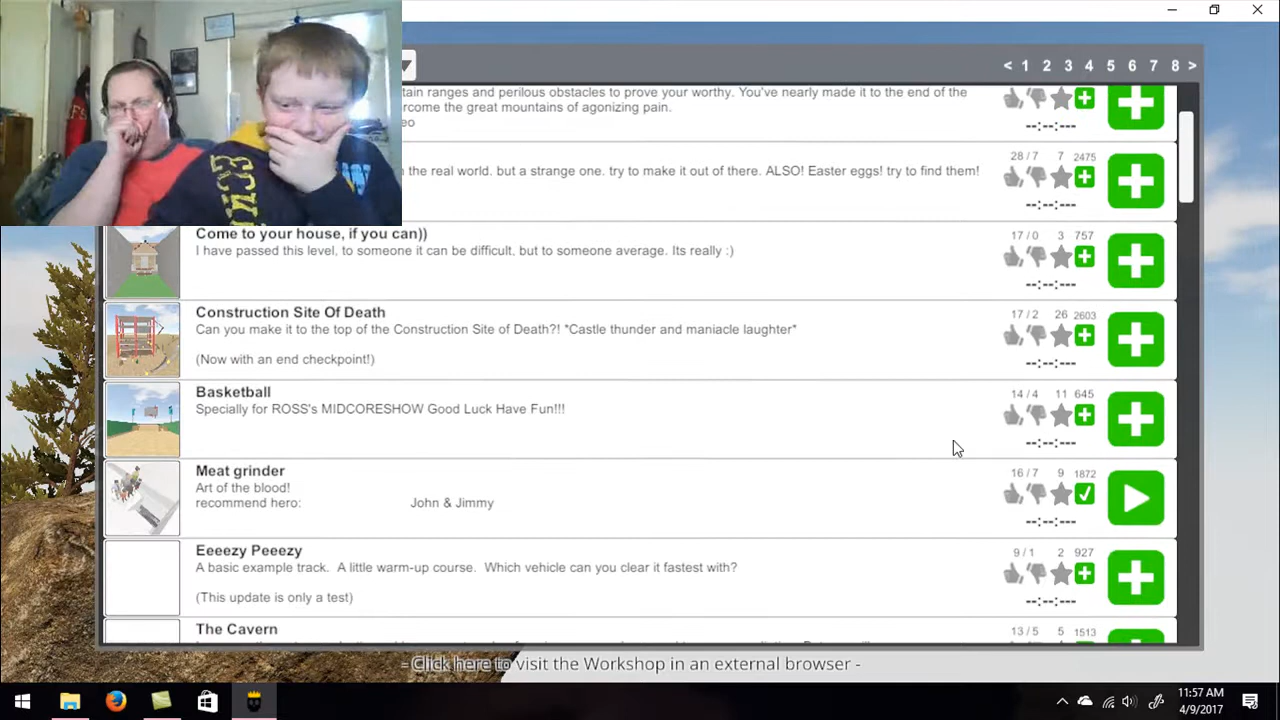 < 1 2 3 4 5 6 7 8 >
tain ranges and perilous obstacles to prove your worthy. You've nearly made it to the end of the
ercome the great mountains of agonizing pain.
eo
--:--:---
the real world. but a strange one. try to make it out of there. ALSO! Easter eggs! try to find them!
28 / 7 7 2475
--:--:---
Come to your house, if you can))
I have passed this level, to someone it can be difficult, but to someone average. Its really :)
17 / 0 3 757
--:--:---
Construction Site Of Death
Can you make it to the top of the Construction Site of Death?! *Castle thunder and maniacle laughter*
(Now with an end checkpoint!)
17 / 2 26 2603
--:--:---
Basketball
Specially for ROSS's MIDCORESHOW Good Luck Have Fun!!!
14 / 4 11 645
--:--:---
Meat grinder
Art of the blood!
recommend hero: John & Jimmy
16 / 7 9 1872
--:--:---
Eeeezy Peeezy
A basic example track. A little warm-up course. Which vehicle can you clear it fastest with?
(This update is only a test)
9 / 1 2 927
--:--:---
The Cavern
13 / 5 5 1513
- Click here to visit the Workshop in an external browser -
11:57 AM
4/9/2017